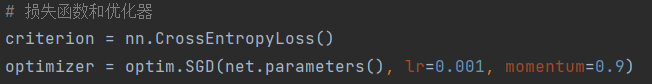 # 损失函数和优化器
criterion = nn.CrossEntropyLoss()
optimizer = optim.SGD(net.parameters(), lr=0.001, momentum=0.9)